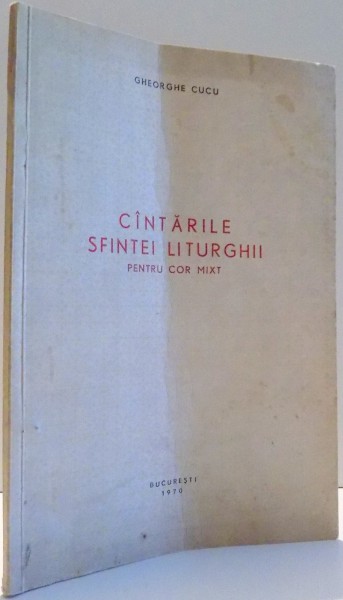 GHEORGHE CUCU
CÎNTĂRILE
SFINTEI LITURGHII
PENTRU COR MIXT
BUCUREȘTI
1970